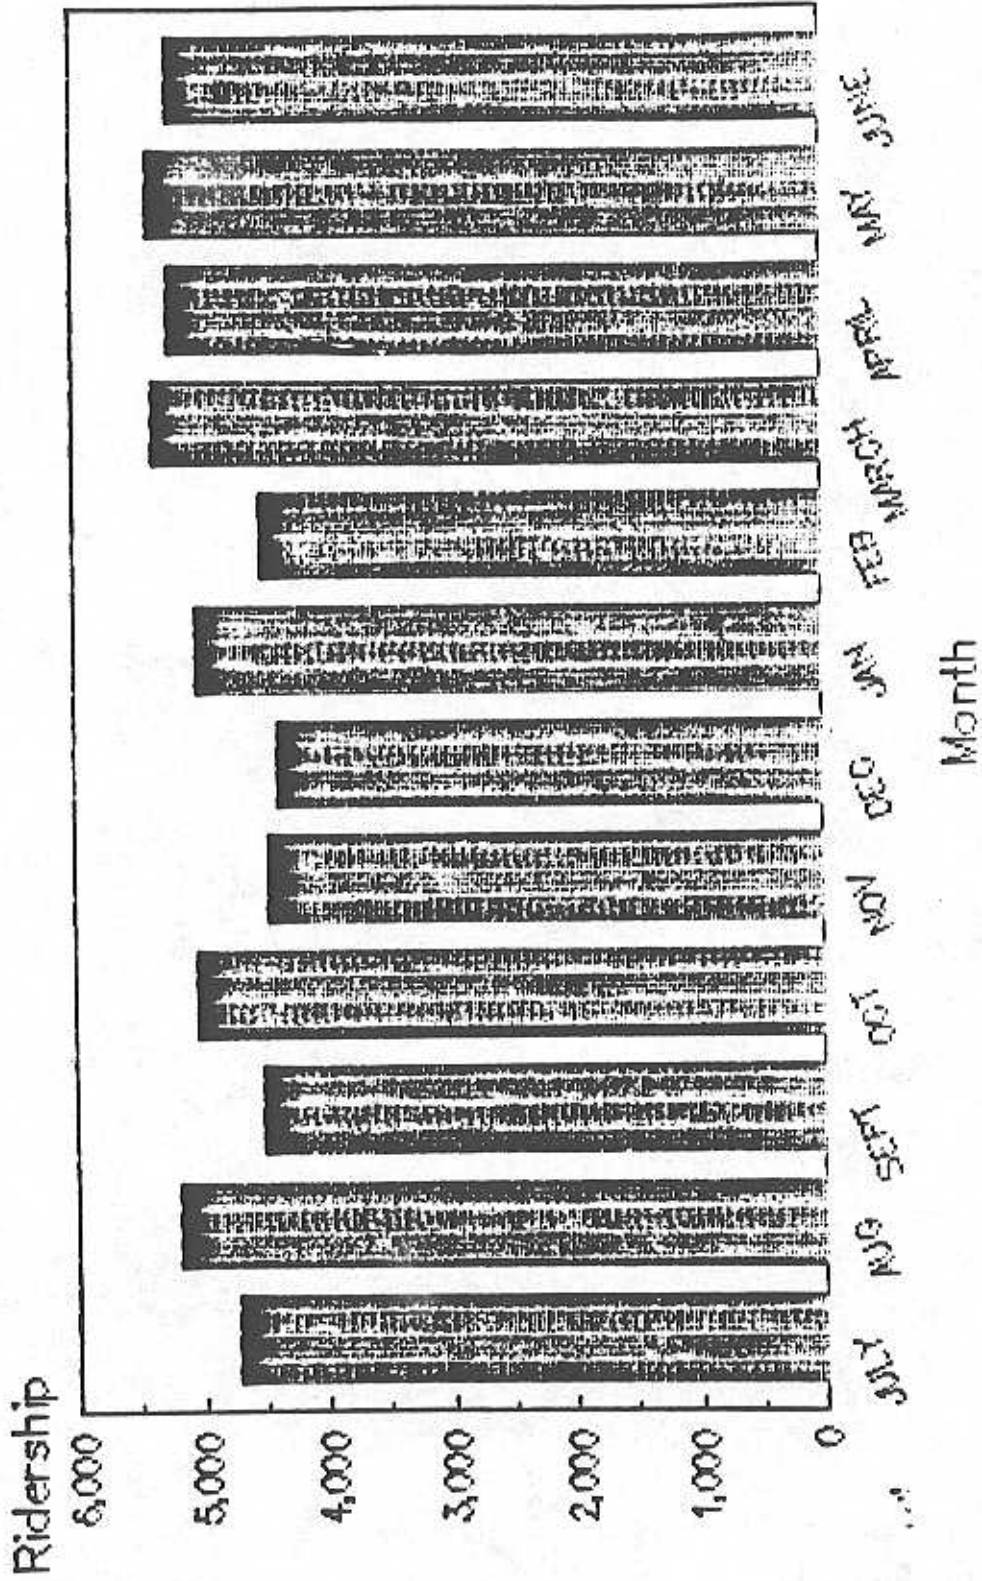 Ridership
6,000
5,000
4,000
3,000
2,000
1,000
0
JULY
AUG
SEPT
OCT
NOV
DEC
JAN
FEB
MARCH
APRIL
MAY
JUNE
Month